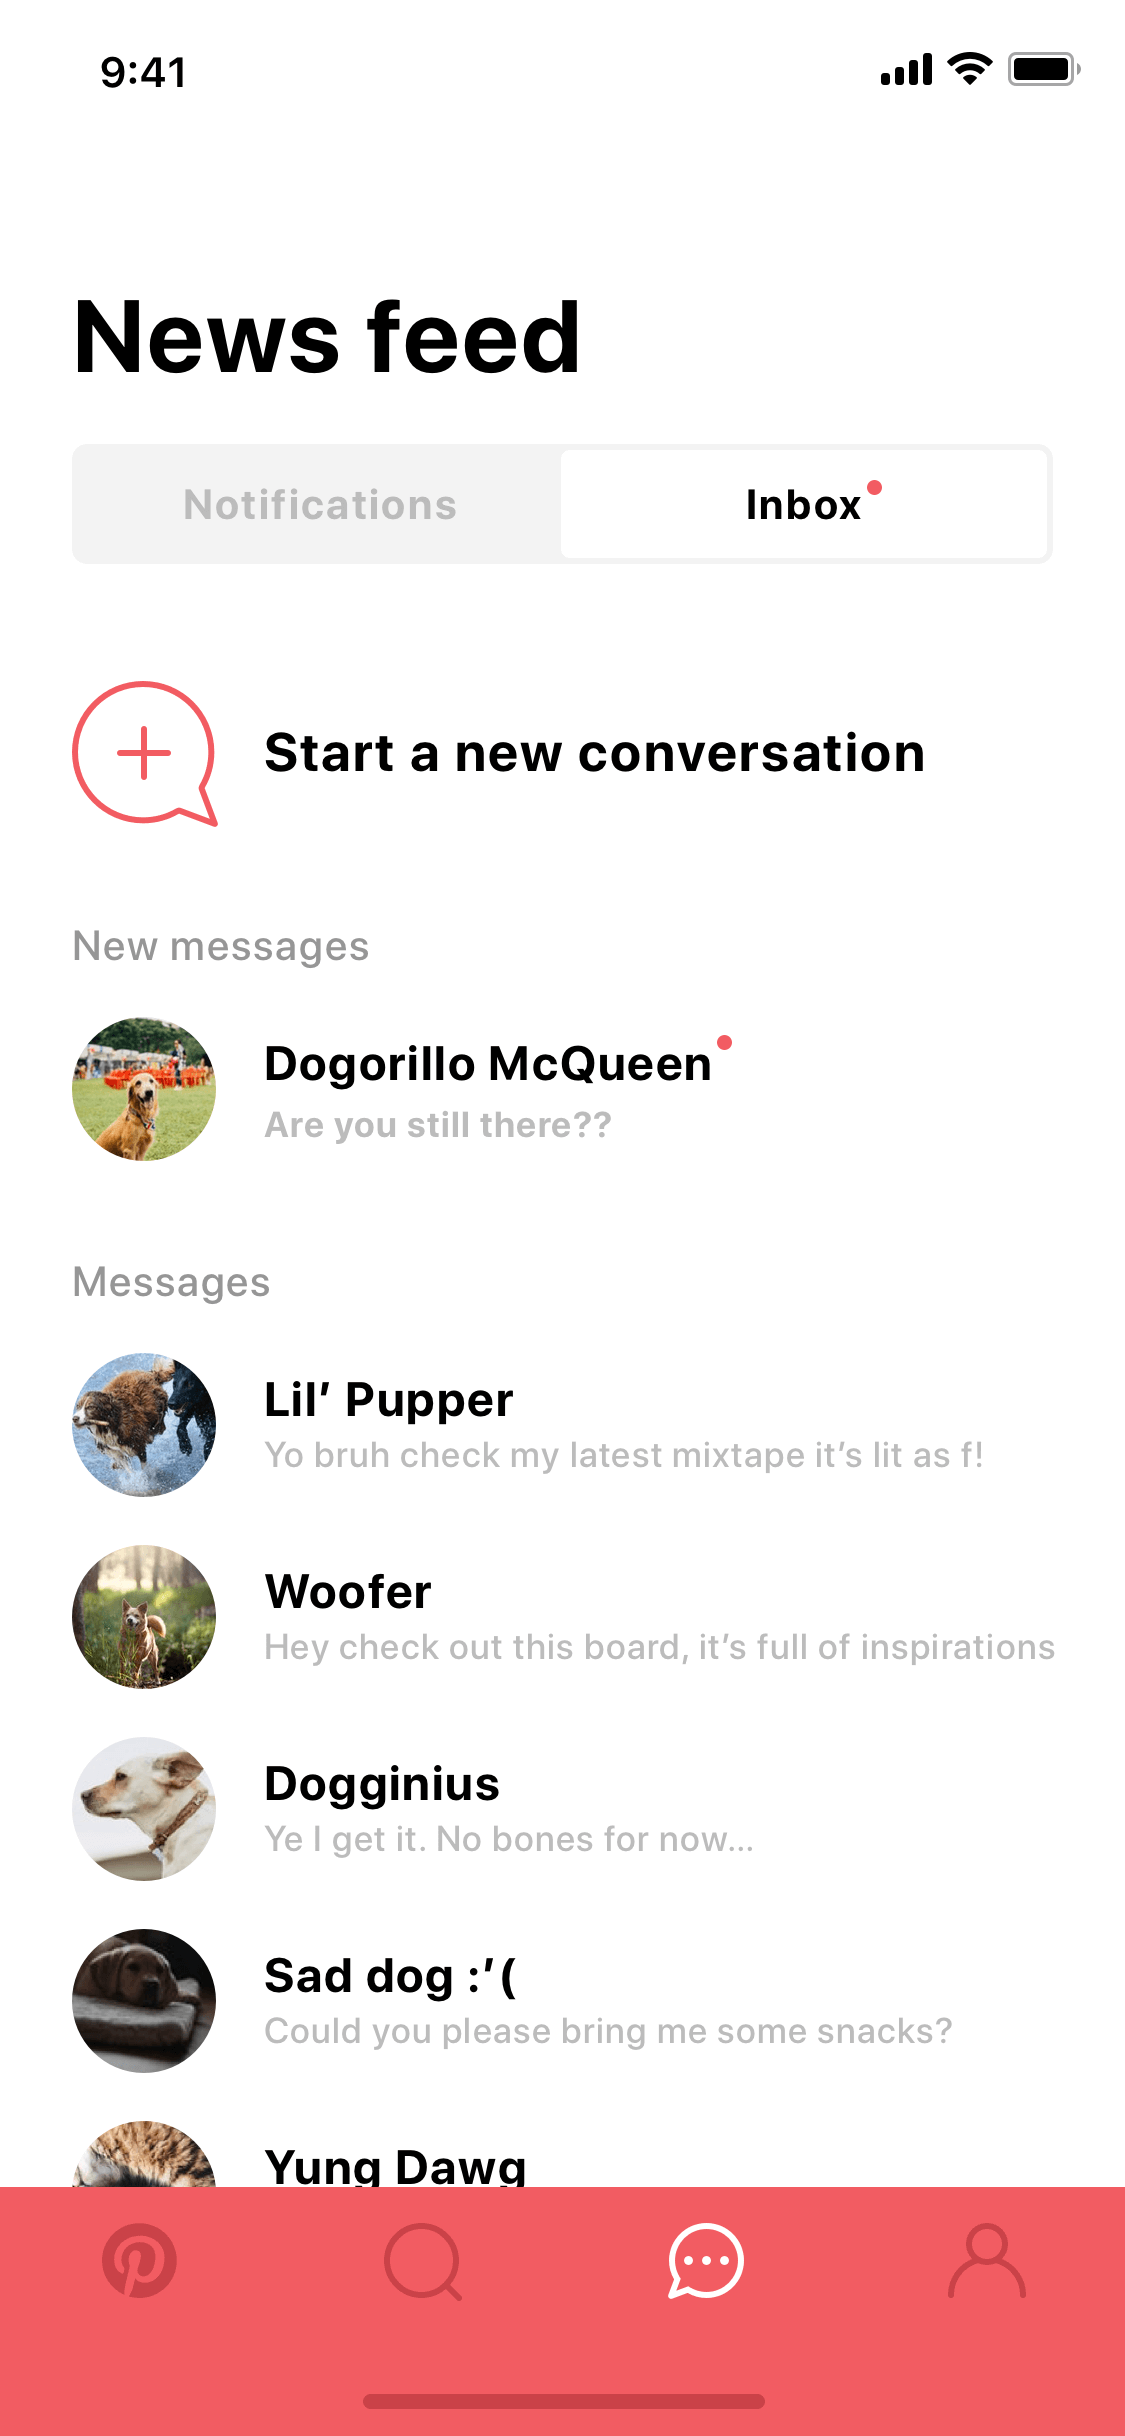 9:41
News feed
Notifications
Inbox
Start a new conversation
New messages
Dogorillo McQueen
Are you still there??
Messages
Lil’ Pupper
Yo bruh check my latest mixtape it’s lit as f!
Woofer
Hey check out this board, it’s full of inspirations
Dogginius
Ye I get it. No bones for now...
Sad dog :’(
Could you please bring me some snacks?
Yung Dawg